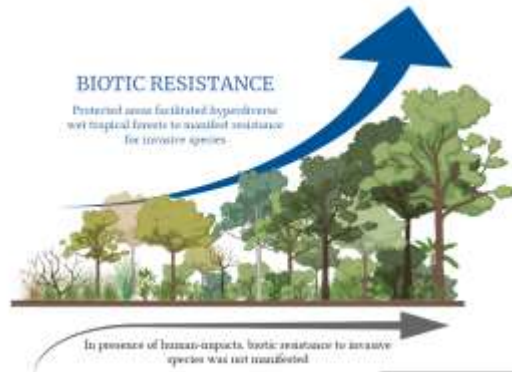 BIOTIC RESISTANCE
Protected areas facilitated hyperdiverse
wet tropical forests to manifest resistance
for invasive species
In presence of human-impacts, biotic resistance to invasive
species was not manifested